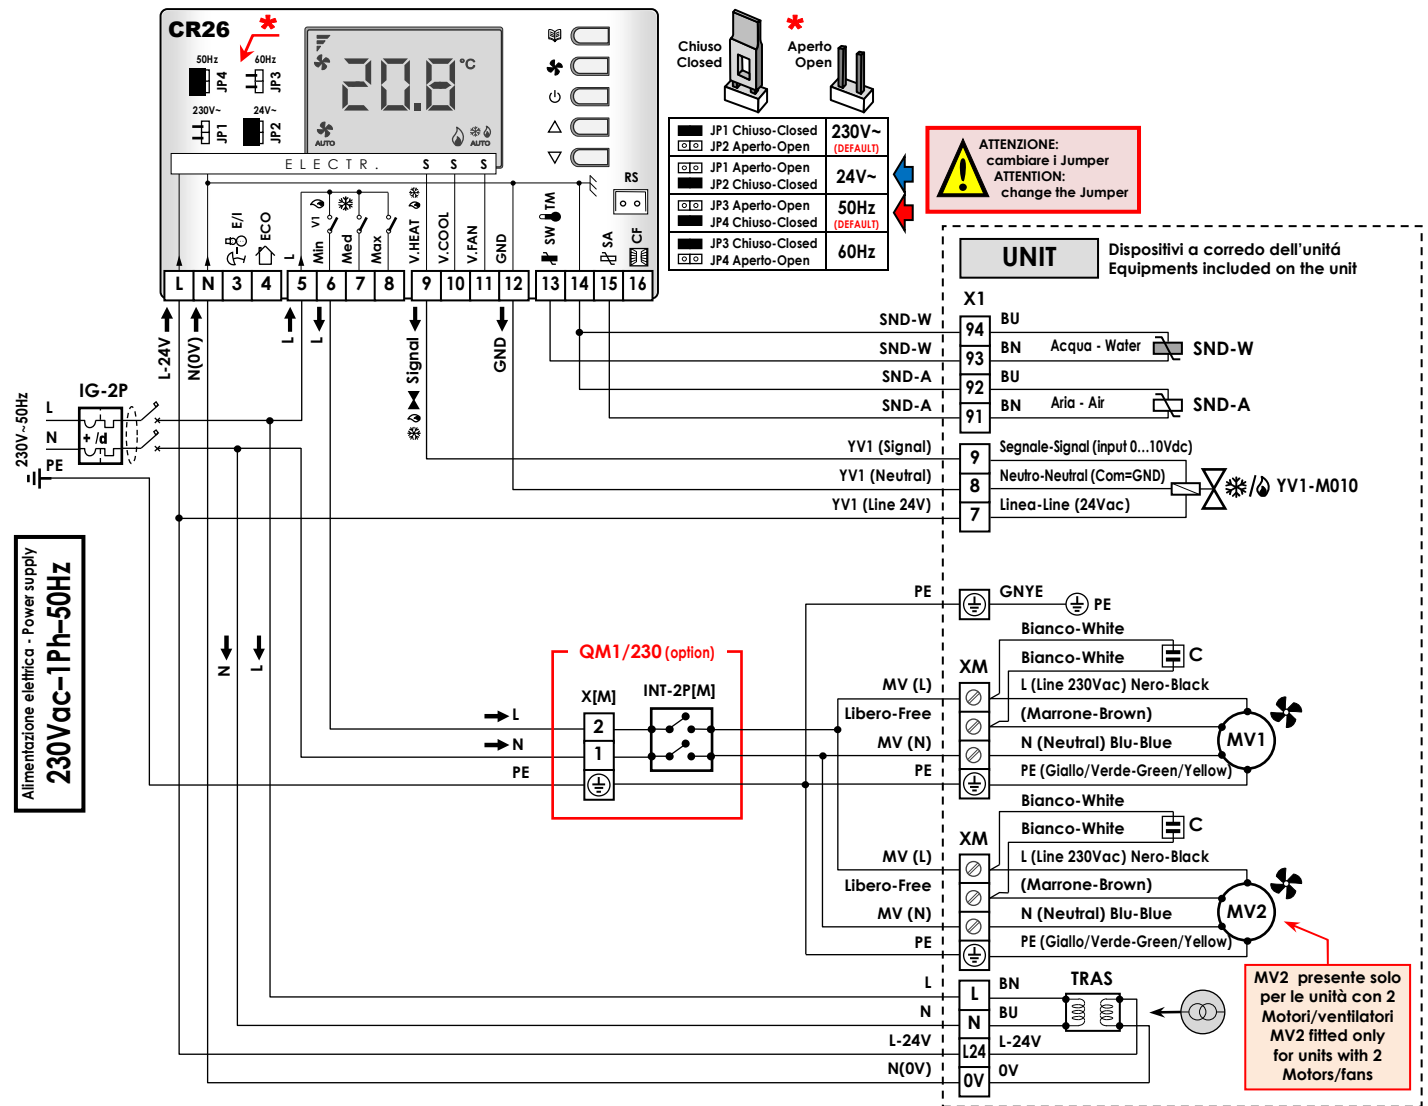 CR26
*
50Hz
JP4
60Hz
JP3
230V~
JP1
24V~
JP2
20.8 °C
AUTO
AUTO
ELECTR.
S S S
E/I
ECO
L
Min
V1
Med
Max
V.HEAT
V.COOL
V.FAN
GND
SW
TM
SA
RS
CF
L N 3 4 5 6 7 8 9 10 11 12 13 14 15 16
Chiuso
Closed
*
Aperto
Open
JP1 Chiuso-Closed
JP2 Aperto-Open
230V~
(DEFAULT)
JP1 Aperto-Open
JP2 Chiuso-Closed
24V~
JP3 Aperto-Open
JP4 Chiuso-Closed
50Hz
(DEFAULT)
JP3 Chiuso-Closed
JP4 Aperto-Open
60Hz
ATTENZIONE:
cambiare i Jumper
ATTENTION:
change the Jumper
UNIT
Dispositivi a corredo dell'unitá
Equipments included on the unit
L-24V
N(0V)
L
L
Signal
GND
IG-2P
230V~50Hz
L
N
PE
+ /d
X1
SND-W 94 BU
SND-W 93 BN
Acqua - Water
SND-W
SND-A 92 BU
SND-A 91 BN
Aria - Air
SND-A
YV1 (Signal) 9 Segnale-Signal (input 0...10Vdc)
YV1 (Neutral) 8 Neutro-Neutral (Com=GND)
YV1-M010
YV1 (Line 24V) 7 Linea-Line (24Vac)
Alimentazione elettrica - Power supply
230Vac-1Ph-50Hz
N
L
PE GNYE PE
QM1/230 (option)
X[M]
INT-2P[M]
L 2
N 1
PE
XM
Bianco-White
Bianco-White
C
MV (L) L (Line 230Vac) Nero-Black
Libero-Free (Marrone-Brown)
MV (N) N (Neutral) Blu-Blue
PE PE (Giallo/Verde-Green/Yellow)
MV1
XM
Bianco-White
Bianco-White
C
MV (L) L (Line 230Vac) Nero-Black
Libero-Free (Marrone-Brown)
MV (N) N (Neutral) Blu-Blue
PE PE (Giallo/Verde-Green/Yellow)
MV2
TRAS
L L BN
N N BU
L-24V L24 L-24V
N(0V) 0V 0V
MV2 presente solo
per le unità con 2
Motori/ventilatori
MV2 fitted only
for units with 2
Motors/fans